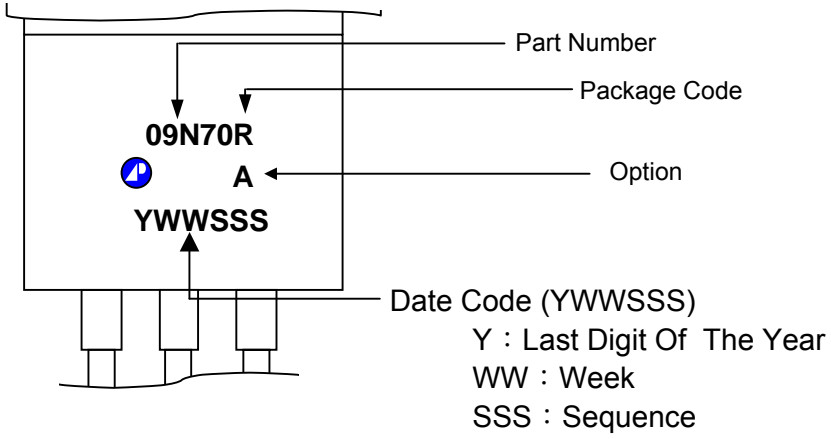 Part Number
Package Code
09N70R
A
Option
YWWSSS
Date Code (YWWSSS)
Y：Last Digit Of The Year
WW：Week
SSS：Sequence